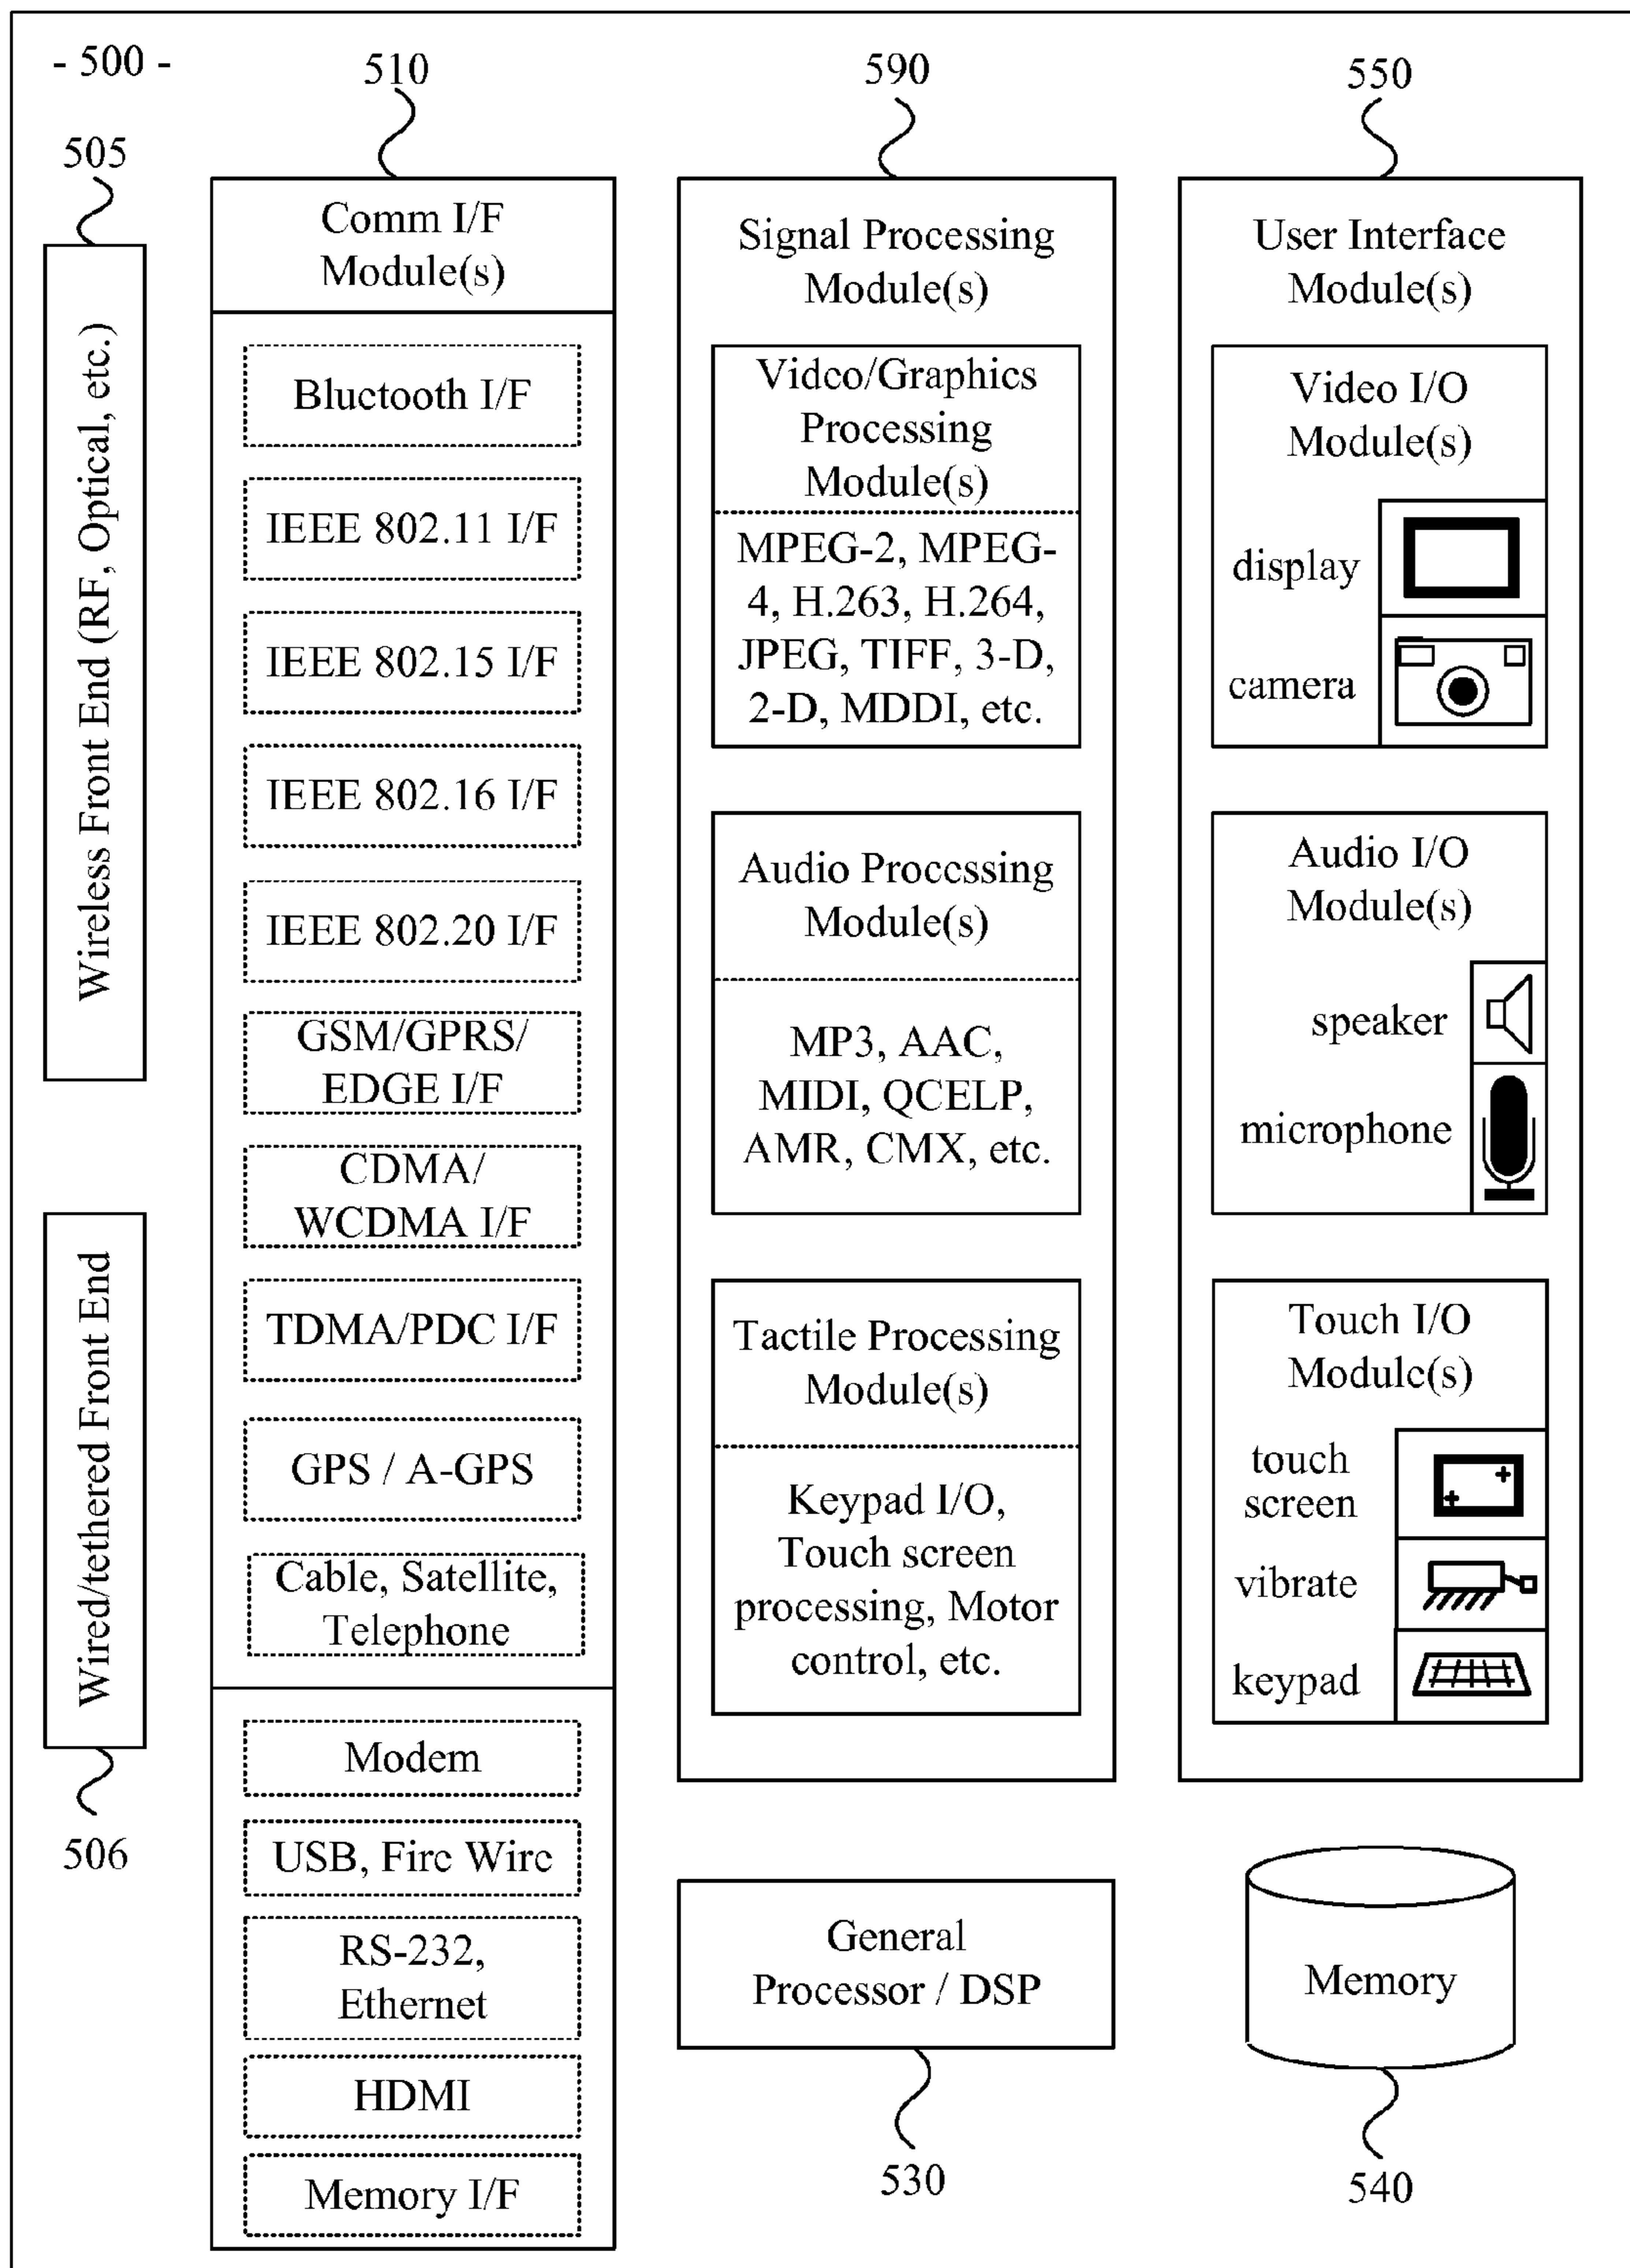 - 500 -
510
590
550
505
Wireless Front End (RF, Optical, etc.)
Wired/tethered Front End
506
Comm I/F
Module(s)
Bluetooth I/F
IEEE 802.11 I/F
IEEE 802.15 I/F
IEEE 802.16 I/F
IEEE 802.20 I/F
GSM/GPRS/
EDGE I/F
CDMA/
WCDMA I/F
TDMA/PDC I/F
GPS / A-GPS
Cable, Satellite,
Telephone
Modem
USB, Fire Wire
RS-232,
Ethernet
HDMI
Memory I/F
Signal Processing
Module(s)
Video/Graphics
Processing
Module(s)
MPEG-2, MPEG-
4, H.263, H.264,
JPEG, TIFF, 3-D,
2-D, MDDI, etc.
Audio Processing
Module(s)
MP3, AAC,
MIDI, QCELP,
AMR, CMX, etc.
Tactile Processing
Module(s)
Keypad I/O,
Touch screen
processing, Motor
control, etc.
General
Processor / DSP
530
User Interface
Module(s)
Video I/O
Module(s)
display
camera
Audio I/O
Module(s)
speaker
microphone
Touch I/O
Module(s)
touch
screen
vibrate
keypad
Memory
540